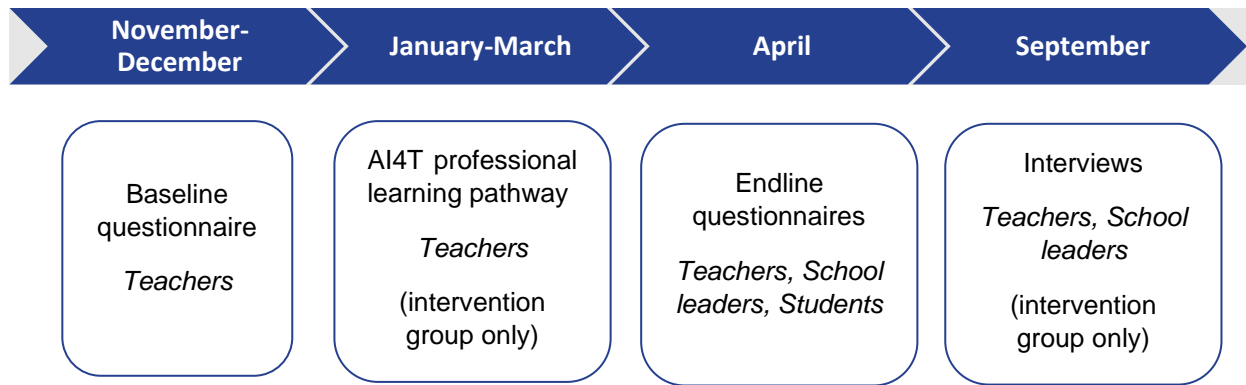 November-
December
January-March
April
September
Baseline
questionnaire
Teachers
AI4T professional
learning pathway
Teachers
(intervention
group only)
Endline
questionnaires
Teachers, School
leaders, Students
Interviews
Teachers, School
leaders
(intervention
group only)